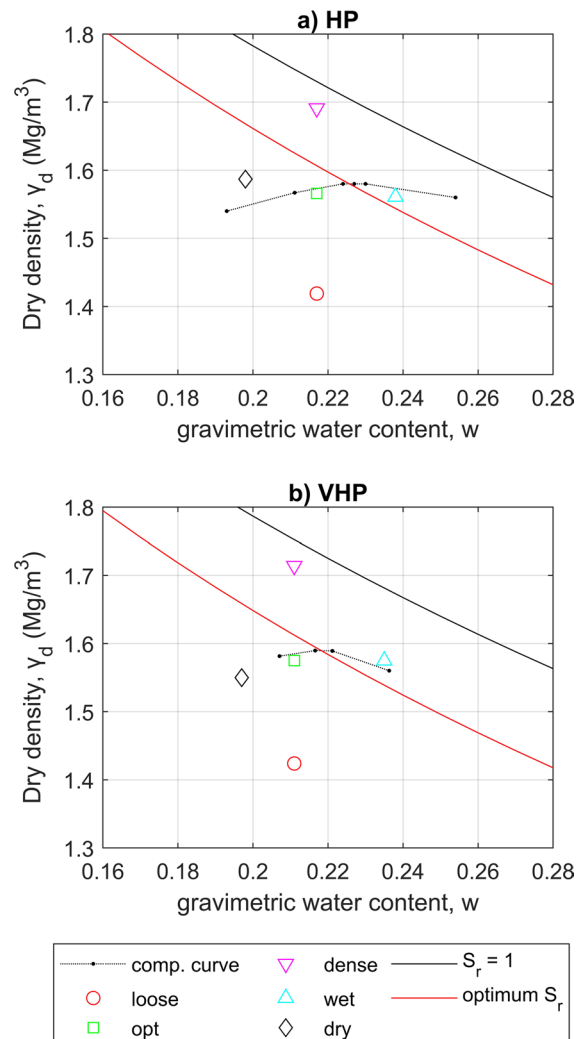 a) HP
1.8
1.7
1.6
1.5
1.4
1.3
Dry density, γd (Mg/m³)
0.16 0.18 0.2 0.22 0.24 0.26 0.28
gravimetric water content, w
b) VHP
1.8
1.7
1.6
1.5
1.4
1.3
Dry density, γd (Mg/m³)
0.16 0.18 0.2 0.22 0.24 0.26 0.28
gravimetric water content, w
comp. curve dense Sr = 1
loose wet optimum Sr
opt dry